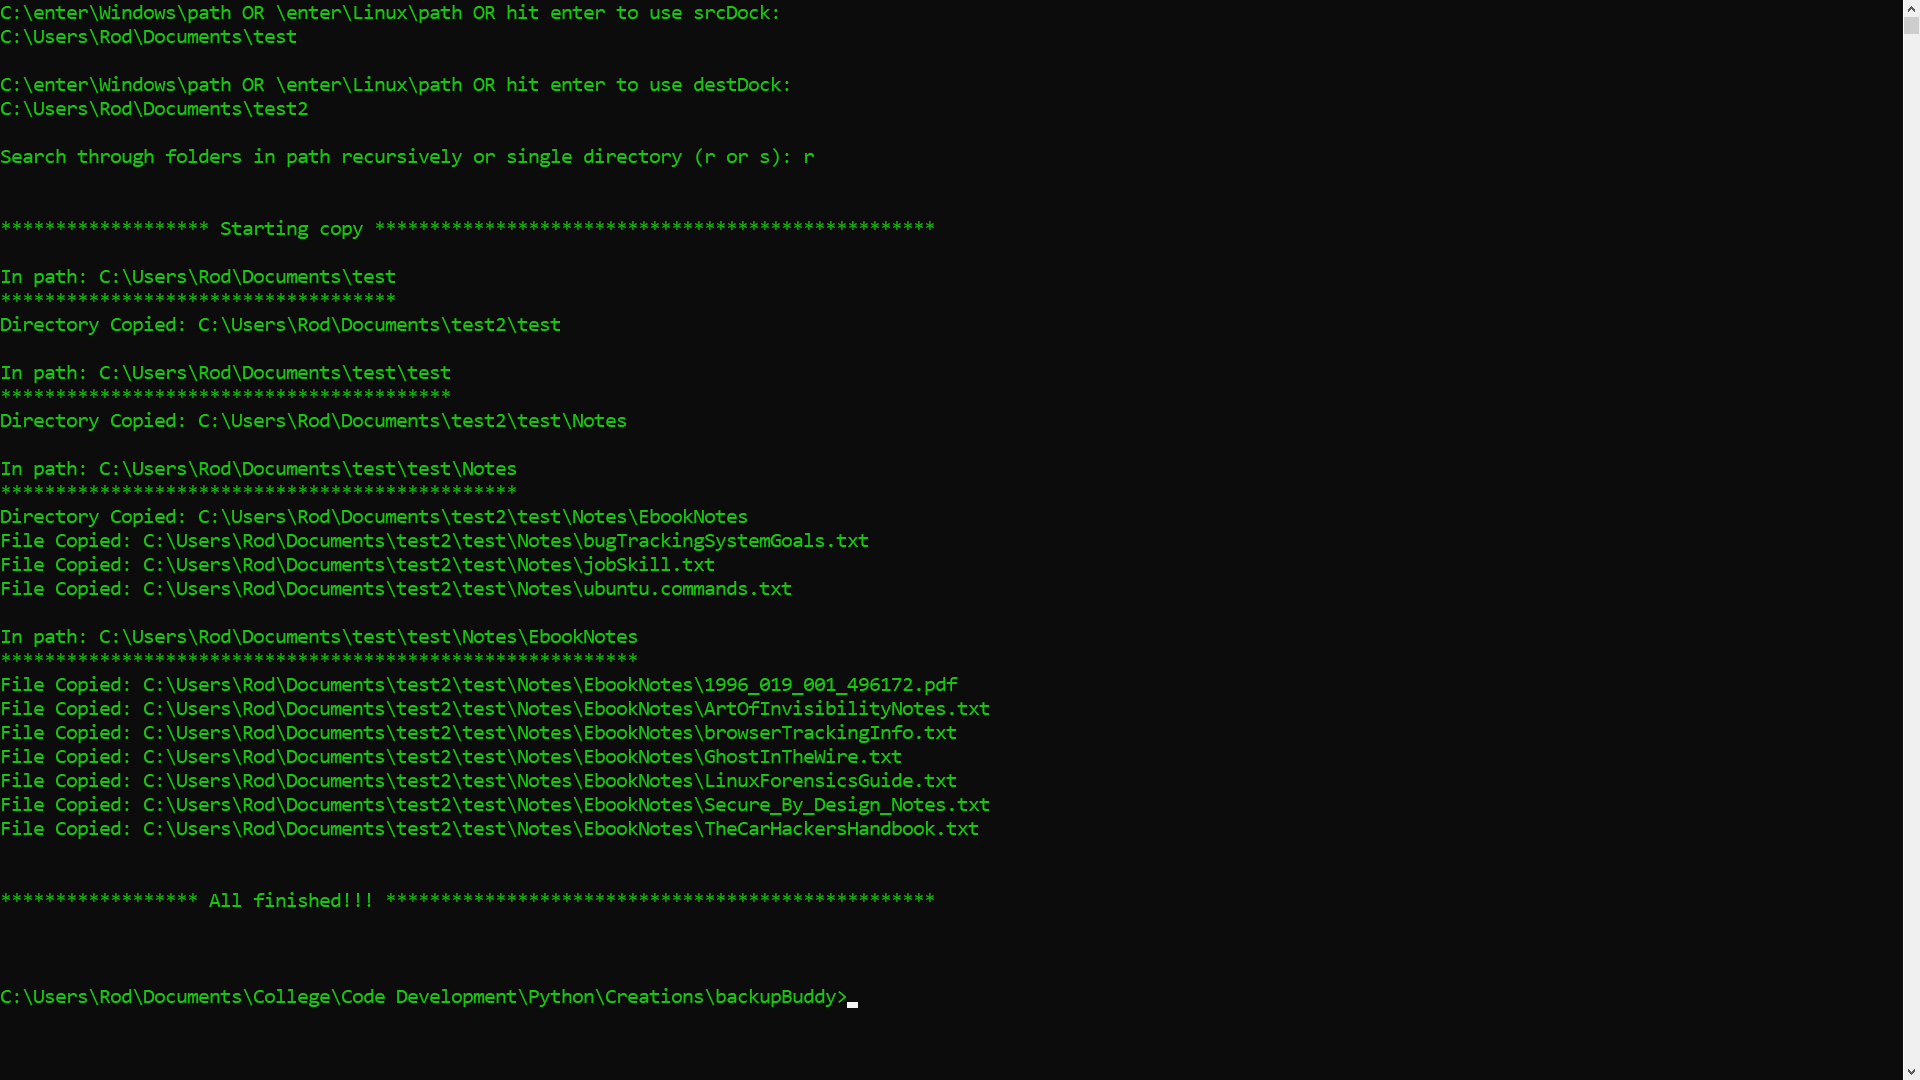 C:\enter\Windows\path OR \enter\Linux\path OR hit enter to use srcDock:
C:\Users\Rod\Documents\test
C:\enter\Windows\path OR \enter\Linux\path OR hit enter to use destDock:
C:\Users\Rod\Documents\test2
Search through folders in path recursively or single directory (r or s): r
******************* Starting copy ***************************************************
In path: C:\Users\Rod\Documents\test
************************************
Directory Copied: C:\Users\Rod\Documents\test2\test
In path: C:\Users\Rod\Documents\test\test
*****************************************
Directory Copied: C:\Users\Rod\Documents\test2\test\Notes
In path: C:\Users\Rod\Documents\test\test\Notes
***********************************************
Directory Copied: C:\Users\Rod\Documents\test2\test\Notes\EbookNotes
File Copied: C:\Users\Rod\Documents\test2\test\Notes\bugTrackingSystemGoals.txt
File Copied: C:\Users\Rod\Documents\test2\test\Notes\jobSkill.txt
File Copied: C:\Users\Rod\Documents\test2\test\Notes\ubuntu.commands.txt
In path: C:\Users\Rod\Documents\test\test\Notes\EbookNotes
**********************************************************
File Copied: C:\Users\Rod\Documents\test2\test\Notes\EbookNotes\1996_019_001_496172.pdf
File Copied: C:\Users\Rod\Documents\test2\test\Notes\EbookNotes\ArtOfInvisibilityNotes.txt
File Copied: C:\Users\Rod\Documents\test2\test\Notes\EbookNotes\browserTrackingInfo.txt
File Copied: C:\Users\Rod\Documents\test2\test\Notes\EbookNotes\GhostInTheWire.txt
File Copied: C:\Users\Rod\Documents\test2\test\Notes\EbookNotes\LinuxForensicsGuide.txt
File Copied: C:\Users\Rod\Documents\test2\test\Notes\EbookNotes\Secure_By_Design_Notes.txt
File Copied: C:\Users\Rod\Documents\test2\test\Notes\EbookNotes\TheCarHackersHandbook.txt
****************** All finished!!! **************************************************
C:\Users\Rod\Documents\College\Code Development\Python\Creations\backupBuddy>